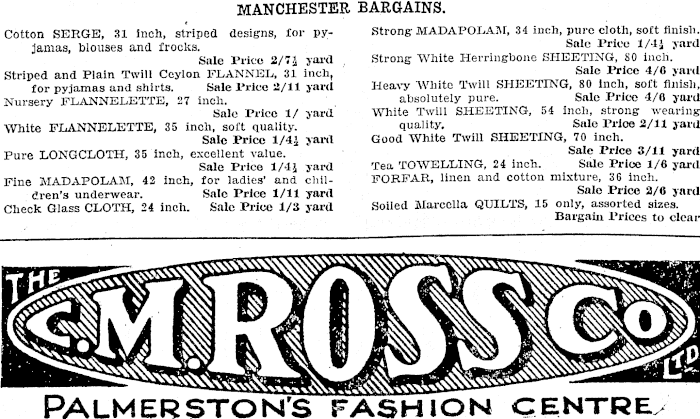 MANCHESTER BARGAINS.
Cotton SERGE, 31 inch, striped designs, for py-
jamas, blouses and frocks.
Sale Price 2/7½ yard
Striped and Plain Twill Ceylon FLANNEL, 31 inch,
for pyjamas and shirts. Sale Price 2/11 yard
Nursery FLANNELETTE, 27 inch.
Sale Price 1/ yard
White FLANNELETTE, 35 inch, soft quality.
Sale Price 1/4½ yard
Pure LONGCLOTH, 35 inch, excellent value.
Sale Price 1/4½ yard
Fine MADAPOLAM, 42 inch, for ladies' and chil-
dren's underwear. Sale Price 1/11 yard
Check Glass CLOTH, 24 inch. Sale Price 1/3 yard
Strong MADAPOLAM, 34 inch, pure cloth, soft finish.
Sale Price 1/4½ yard
Strong White Herringbone SHEETING, 80 inch.
Sale Price 4/6 yard
Heavy White Twill SHEETING, 80 inch, soft finish,
absolutely pure. Sale Price 4/6 yard
White Twill SHEETING, 54 inch, strong wearing
quality. Sale Price 2/11 yard
Good White Twill SHEETING, 70 inch.
Sale Price 3/11 yard
Tea TOWELLING, 24 inch. Sale Price 1/6 yard
FORFAR, linen and cotton mixture, 36 inch.
Sale Price 2/6 yard
Soiled Marcella QUILTS, 15 only, assorted sizes.
Bargain Prices to clear
THE
C.M. ROSS CO
LTD
PALMERSTON'S FASHION CENTRE